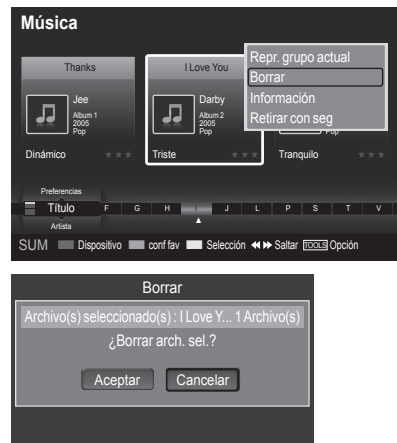 Música
Repr. grupo actual
Borrar
Información
Retirar con seg
Thanks
Jee
Album 1
2005
Pop
Dinámico
I Love You
Darby
Album 2
2005
Pop
Triste
Pop
Tranquilo
Preferencias
Título
Artista
F G H I J L P S T V
SUM Dispositivo conf fav Selección Saltar TOOLS Opción
Borrar
Archivo(s) seleccionado(s) : I Love Y... 1 Archivo(s)
¿Borrar arch. sel.?
Aceptar Cancelar